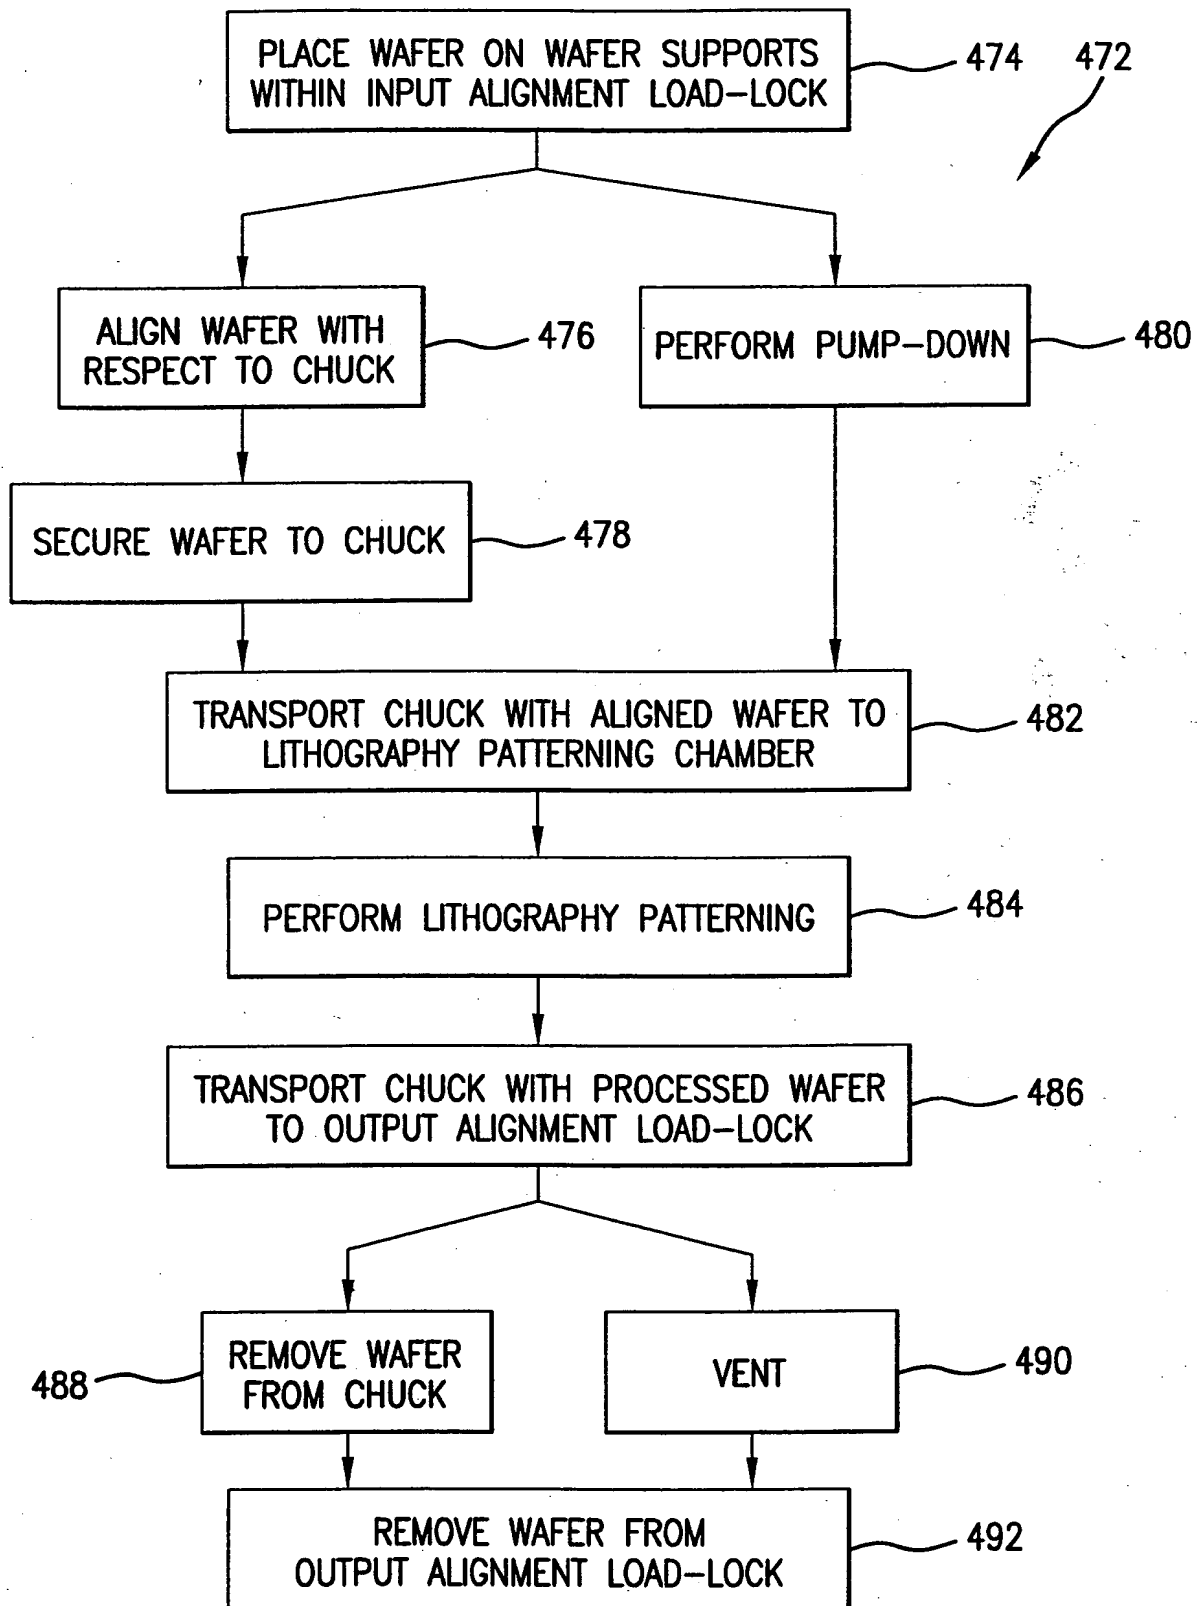 PLACE WAFER ON WAFER SUPPORTS
WITHIN INPUT ALIGNMENT LOAD-LOCK
474
472
ALIGN WAFER WITH
RESPECT TO CHUCK
476
PERFORM PUMP-DOWN
480
SECURE WAFER TO CHUCK
478
TRANSPORT CHUCK WITH ALIGNED WAFER TO
LITHOGRAPHY PATTERNING CHAMBER
482
PERFORM LITHOGRAPHY PATTERNING
484
TRANSPORT CHUCK WITH PROCESSED WAFER
TO OUTPUT ALIGNMENT LOAD-LOCK
486
488
REMOVE WAFER
FROM CHUCK
VENT
490
REMOVE WAFER FROM
OUTPUT ALIGNMENT LOAD-LOCK
492